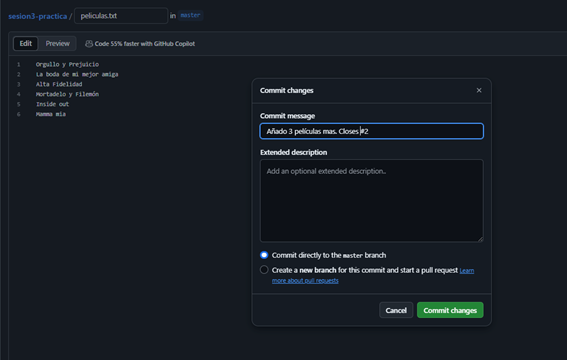 sesion3-practica / peliculas.txt in master
Edit Preview Code 55% faster with GitHub Copilot
1 Orgullo y Prejuicio
2 La boda de mi mejor amiga
3 Alta Fidelidad
4 Mortadelo y Filemón
5 Inside out
6 Mamma mia
Commit changes ×
Commit message
Añado 3 películas mas. Closes #2
Extended description
Add an optional extended description..
Commit directly to the master branch
Create a new branch for this commit and start a pull request Learn
more about pull requests
Cancel Commit changes